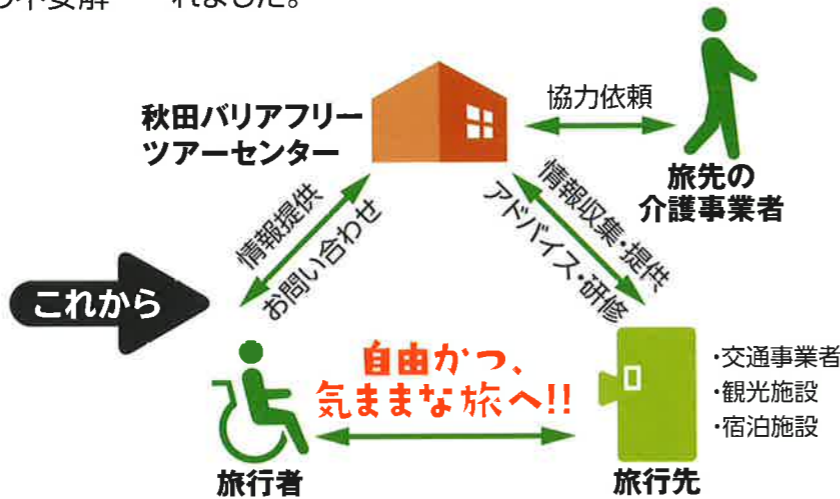 れました。
秋田バリアフリー
ツアーセンター
協力依頼
旅先の
介護事業者
情報提供
お問い合わせ
情報収集・提供
アドバイス・研修
これから
自由かつ、
気ままな旅へ!!
旅行者
旅行先
・交通事業者
・観光施設
・宿泊施設